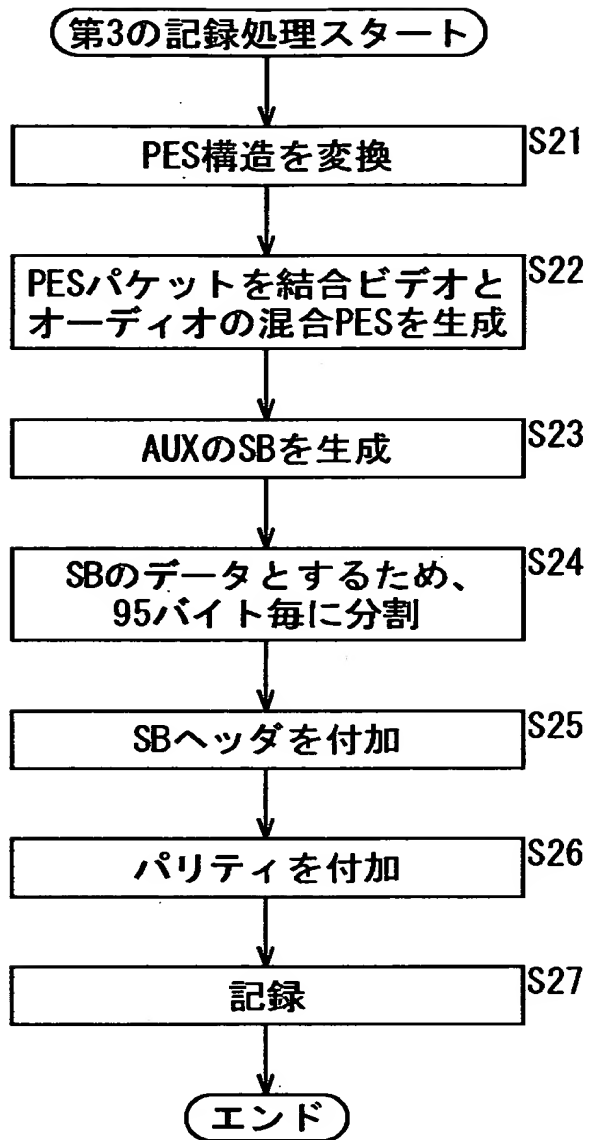 第3の記録処理スタート
PES構造を変換
S21
PESパケットを結合ビデオと
オーディオの混合PESを生成
S22
AUXのSBを生成
S23
SBのデータとするため、
95バイト毎に分割
S24
SBヘッダを付加
S25
パリティを付加
S26
記録
S27
エンド